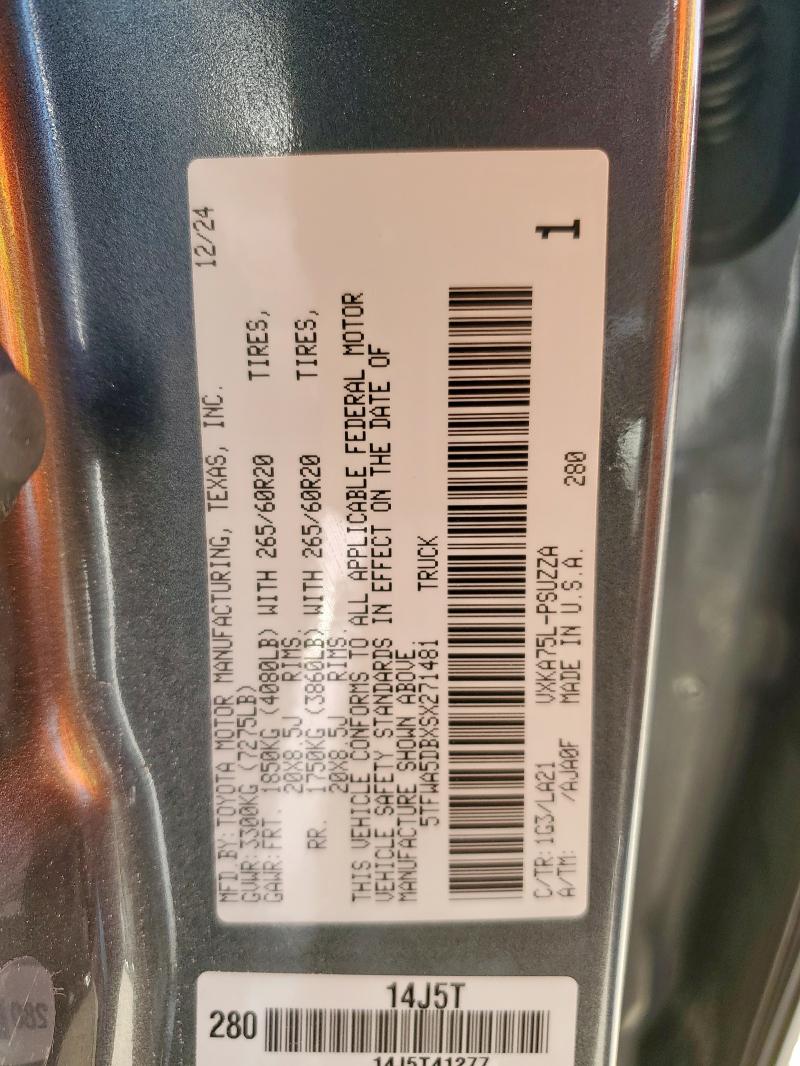 MFD.BY:TOYOTA MOTOR MANUFACTURING, TEXAS, INC. 12/24
GVWR:3300KG (7275LB)
GAWR:FRT. 1850KG (4080LB) WITH 265/60R20 TIRES,
20X8.5J RIMS.
RR. 1750KG (3860LB) WITH 265/60R20 TIRES,
20X8.5J RIMS.
THIS VEHICLE CONFORMS TO ALL APPLICABLE FEDERAL MOTOR
VEHICLE SAFETY STANDARDS IN EFFECT ON THE DATE OF
MANUFACTURE SHOWN ABOVE.
5TFWA5DBXSX271481 TRUCK
C/TR:1G3/LA21 VXKA75L-PSUZZA
A/TM: /AJA0F MADE IN U.S.A. 280
1
14J5T
280
14J5T41277